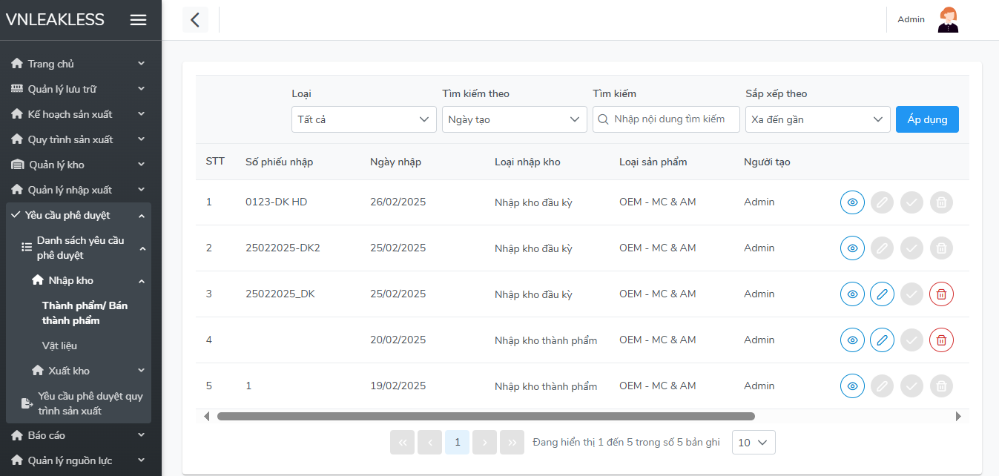 VNLEAKLESS
Admin
Trang chủ
Quản lý lưu trữ
Kế hoạch sản xuất
Quy trình sản xuất
Quản lý kho
Quản lý nhập xuất
Yêu cầu phê duyệt
Danh sách yêu cầu
phê duyệt
Nhập kho
Thành phẩm/ Bán
thành phẩm
Vật liệu
Xuất kho
Yêu cầu phê duyệt quy
trình sản xuất
Báo cáo
Quản lý nguồn lực
Loại Tìm kiếm theo Tìm kiếm Sắp xếp theo
Tất cả Ngày tạo Nhập nội dung tìm kiếm Xa đến gần Áp dụng
STT Số phiếu nhập Ngày nhập Loại nhập kho Loại sản phẩm Người tạo
1 0123-DK HD 26/02/2025 Nhập kho đầu kỳ OEM - MC & AM Admin
2 25022025-DK2 25/02/2025 Nhập kho đầu kỳ OEM - MC & AM Admin
3 25022025_DK 25/02/2025 Nhập kho đầu kỳ OEM - MC & AM Admin
4 20/02/2025 Nhập kho thành phẩm OEM - MC & AM Admin
5 1 19/02/2025 Nhập kho thành phẩm OEM - MC & AM Admin
« ‹ 1 › » Đang hiển thị 1 đến 5 trong số 5 bản ghi 10